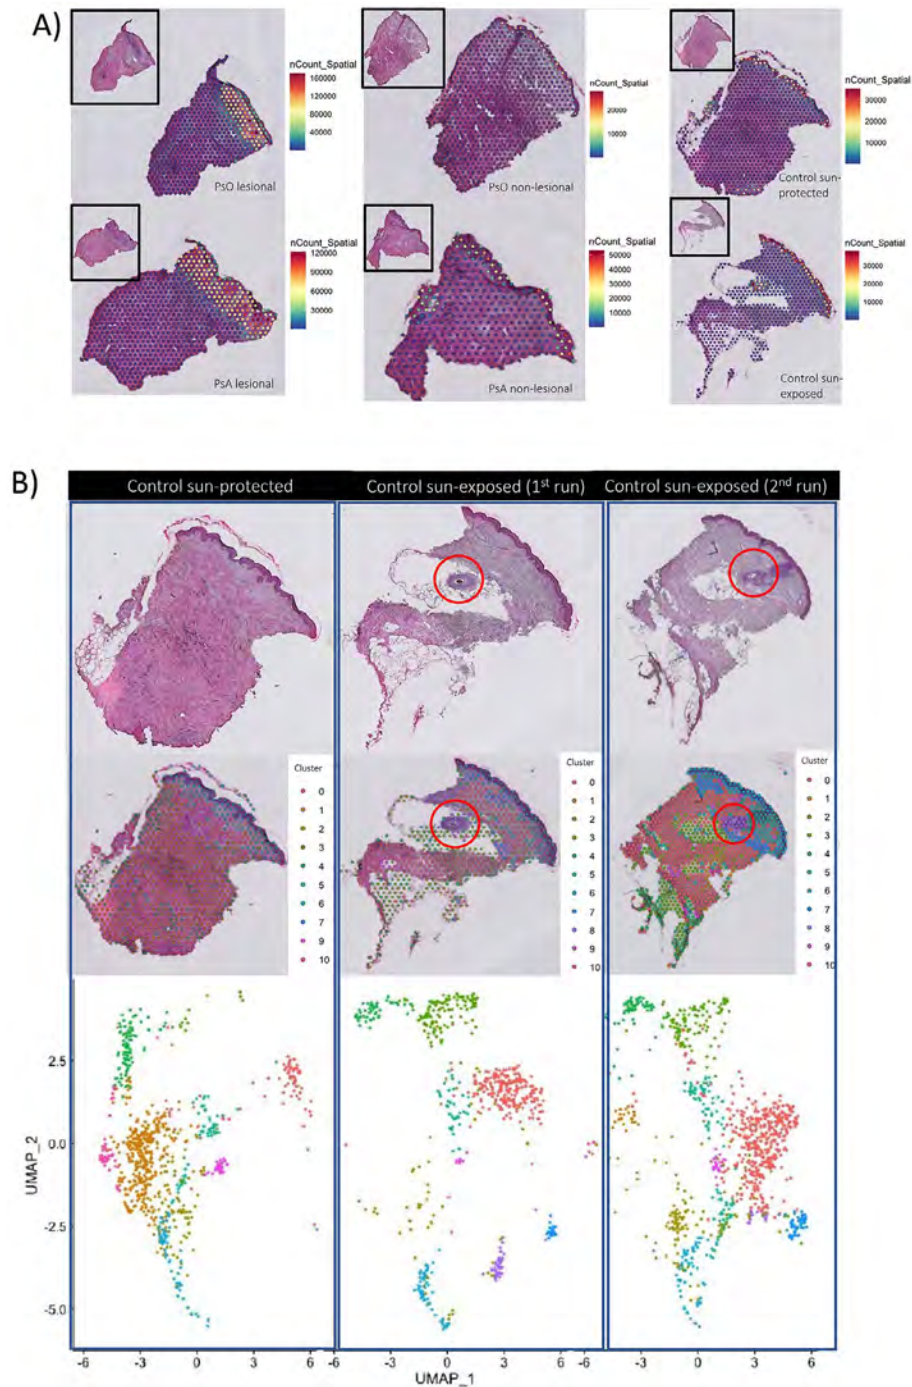 A)
nCount_Spatial
160000
120000
80000
40000
PsO lesional
nCount_Spatial
20000
10000
PsO non-lesional
nCount_Spatial
30000
20000
10000
Control sun-
protected
nCount_Spatial
120000
90000
60000
30000
PsA lesional
nCount_Spatial
50000
40000
30000
20000
10000
PsA non-lesional
nCount_Spatial
30000
20000
10000
Control sun-
exposed
B)
Control sun-protected
Control sun-exposed (1st run)
Control sun-exposed (2nd run)
Cluster
0
1
2
3
4
5
6
7
9
10
Cluster
0
1
2
3
4
5
6
7
8
9
10
Cluster
0
1
2
3
4
5
6
7
8
9
10
UMAP_2
2.5
0.0
-2.5
-5.0
-6 -3 0 3 6
-6 -3 0 3 6
-6 -3 0 3 6 -6
UMAP_1